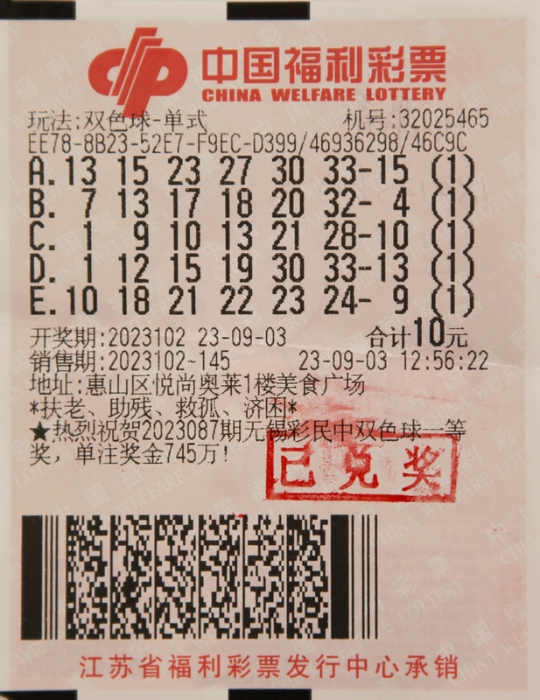 中国福利彩票
CHINA WELFARE LOTTERY
玩法:双色球-单式 机号:32025465
EE78-8B23-52E7-F9EC-D399/46936298/46C9C
A.13 15 23 27 30 33-15 (1)
B. 7 13 17 18 20 32- 4 (1)
C. 1 9 10 13 21 28-10 (1)
D. 1 12 15 19 30 33-13 (1)
E.10 18 21 22 23 24- 9 (1)
开奖期:2023102 23-09-03 合计10元
销售期:2023102-145 23-09-03 12:56:22
地址:惠山区悦尚奥莱1楼美食广场
*扶老、助残、救孤、济困*
★热烈祝贺2023087期无锡彩民中双色球一等
奖，单注奖金745万!
已兑奖
江苏省福利彩票发行中心承销